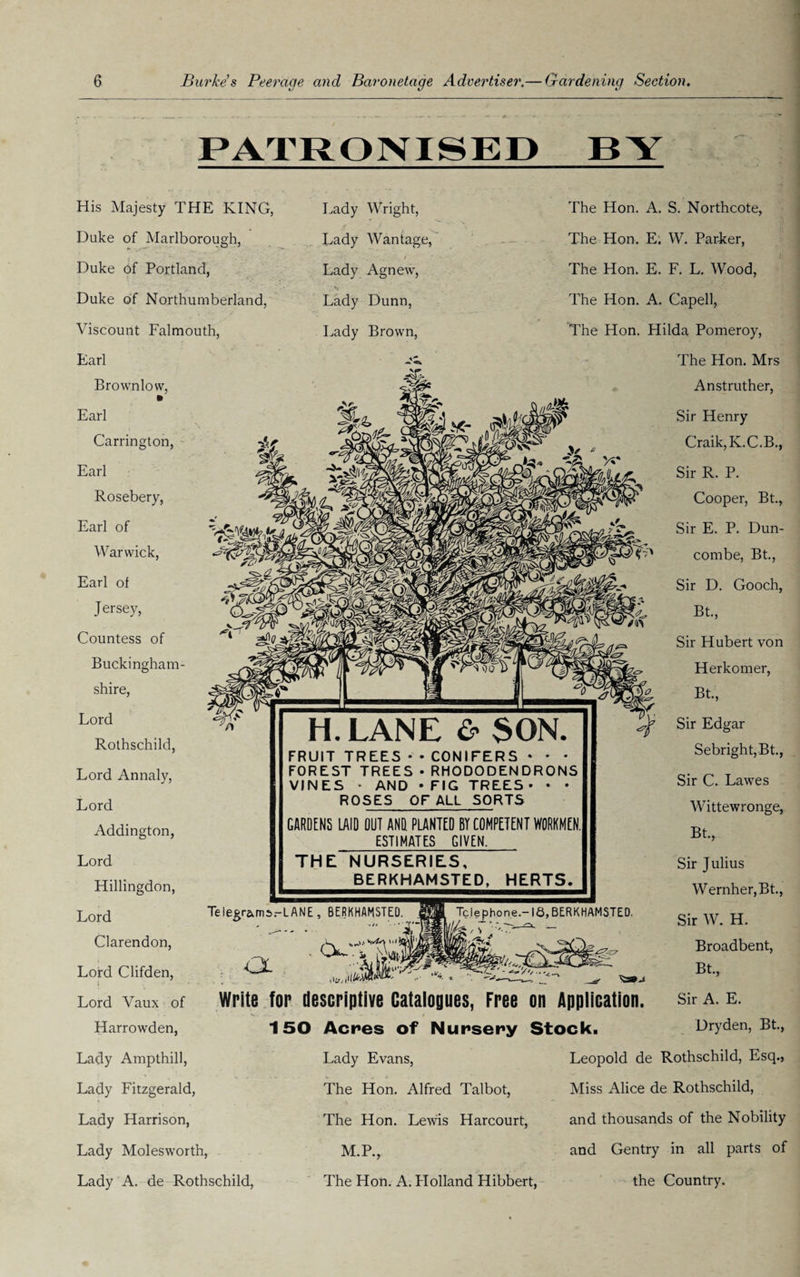 6 Burke's Peerage and Baronetage Advertiser.—Gardening Section.
PATRONISED BY
His Majesty THE KING,
Duke of Marlborough,
Duke of Portland,
Duke of Northumberland,
Viscount Falmouth,
Earl
Brownlow,
Earl
Carrington,
Earl
Rosebery,
Earl of
Warwick,
Earl of
Jersey,
Countess of
Buckingham-
shire,
Lord
Rothschild,
Lord Annaly,
Lord
Addington,
Lord
Hillingdon,
Lord
Clarendon,
Lord Clifden,
Lord Vaux of
Harrowden,
Lady Ampthill,
Lady Fitzgerald,
Lady Harrison,
Lady Molesworth,
Lady A. de Rothschild,
Lady Wright,
Lady Wantage,
Lady Agnew,
Lady Dunn,
Lady Brown,
H. LANE & SON.
FRUIT TREES • • CONIFERS • • •
FOREST TREES • RHODODENDRONS
VINES • AND • FIG TREES • • •
ROSES OF ALL SORTS
GARDENS LAID OUT AND PLANTED BY COMPETENT WORKMEN.
ESTIMATES GIVEN.
THE NURSERIES,
BERKHAMSTED, HERTS.
Telegrams:-LANE, BERKHAMSTED. Telephone.-18, BERKHAMSTED.
Write for descriptive Catalogues, Free on Application.
150 Acres of Nursery Stock.
Lady Evans,
The Hon. Alfred Talbot,
The Hon. Lewis Harcourt,
M.P.,
The Hon. A. Holland Hibbert,
The Hon. A. S. Northcote,
The Hon. E. W. Parker,
The Hon. E. F. L. Wood,
The Hon. A. Capell,
The Hon. Hilda Pomeroy,
The Hon. Mrs
Anstruther,
Sir Henry
Craik, K.C.B.,
Sir R. P.
Cooper, Bt.,
Sir E. P. Dun-
combe, Bt.,
Sir D. Gooch,
Bt.,
Sir Hubert von
Herkomer,
Bt.,
Sir Edgar
Sebright, Bt.,
Sir C. Lawes
Wittewronge,
Bt.,
Sir Julius
Wernher, Bt.,
Sir W. H.
Broadbent,
Bt.,
Sir A. E.
Dryden, Bt.,
Leopold de Rothschild, Esq.,
Miss Alice de Rothschild,
and thousands of the Nobility
and Gentry in all parts of
the Country.